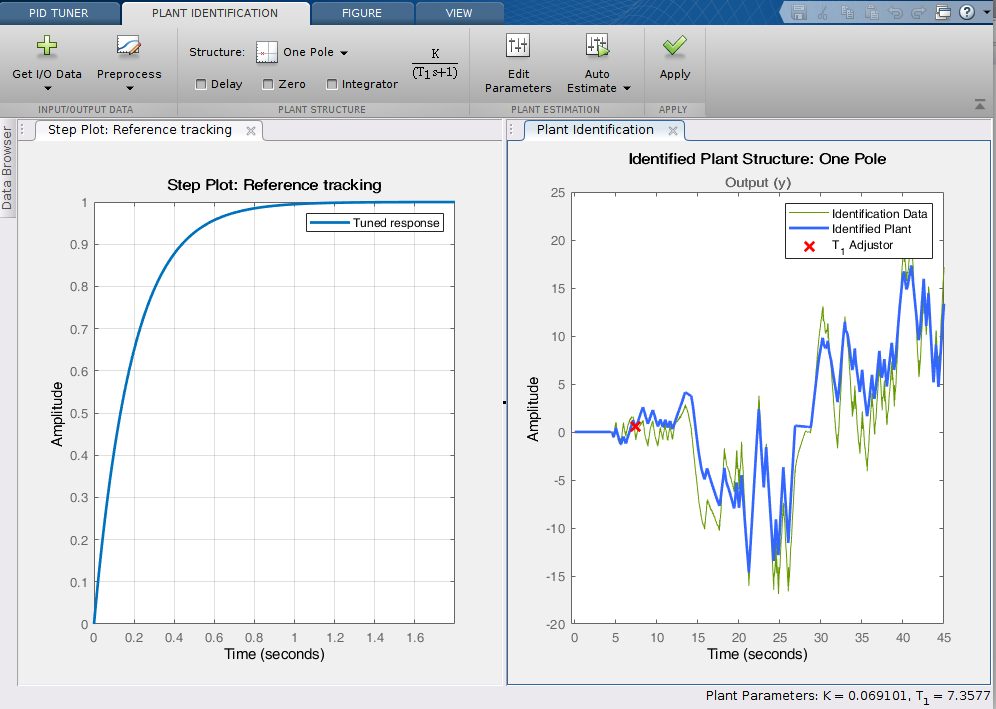 PID TUNER PLANT IDENTIFICATION FIGURE VIEW
Get I/O Data Preprocess
Structure: One Pole
Delay Zero Integrator
K
(T1s+1)
Edit Parameters
Auto Estimate
Apply
INPUT/OUTPUT DATA PLANT STRUCTURE PLANT ESTIMATION APPLY
Data Browser
Step Plot: Reference tracking
Step Plot: Reference tracking
Tuned response
Amplitude
1
0.9
0.8
0.7
0.6
0.5
0.4
0.3
0.2
0.1
0
0 0.2 0.4 0.6 0.8 1 1.2 1.4 1.6
Time (seconds)
Plant Identification
Identified Plant Structure: One Pole
Output (y)
Identification Data
Identified Plant
T1 Adjustor
Amplitude
25
20
15
10
5
0
-5
-10
-15
-20
0 5 10 15 20 25 30 35 40 45
Time (seconds)
Plant Parameters: K = 0.069101, T1 = 7.3577